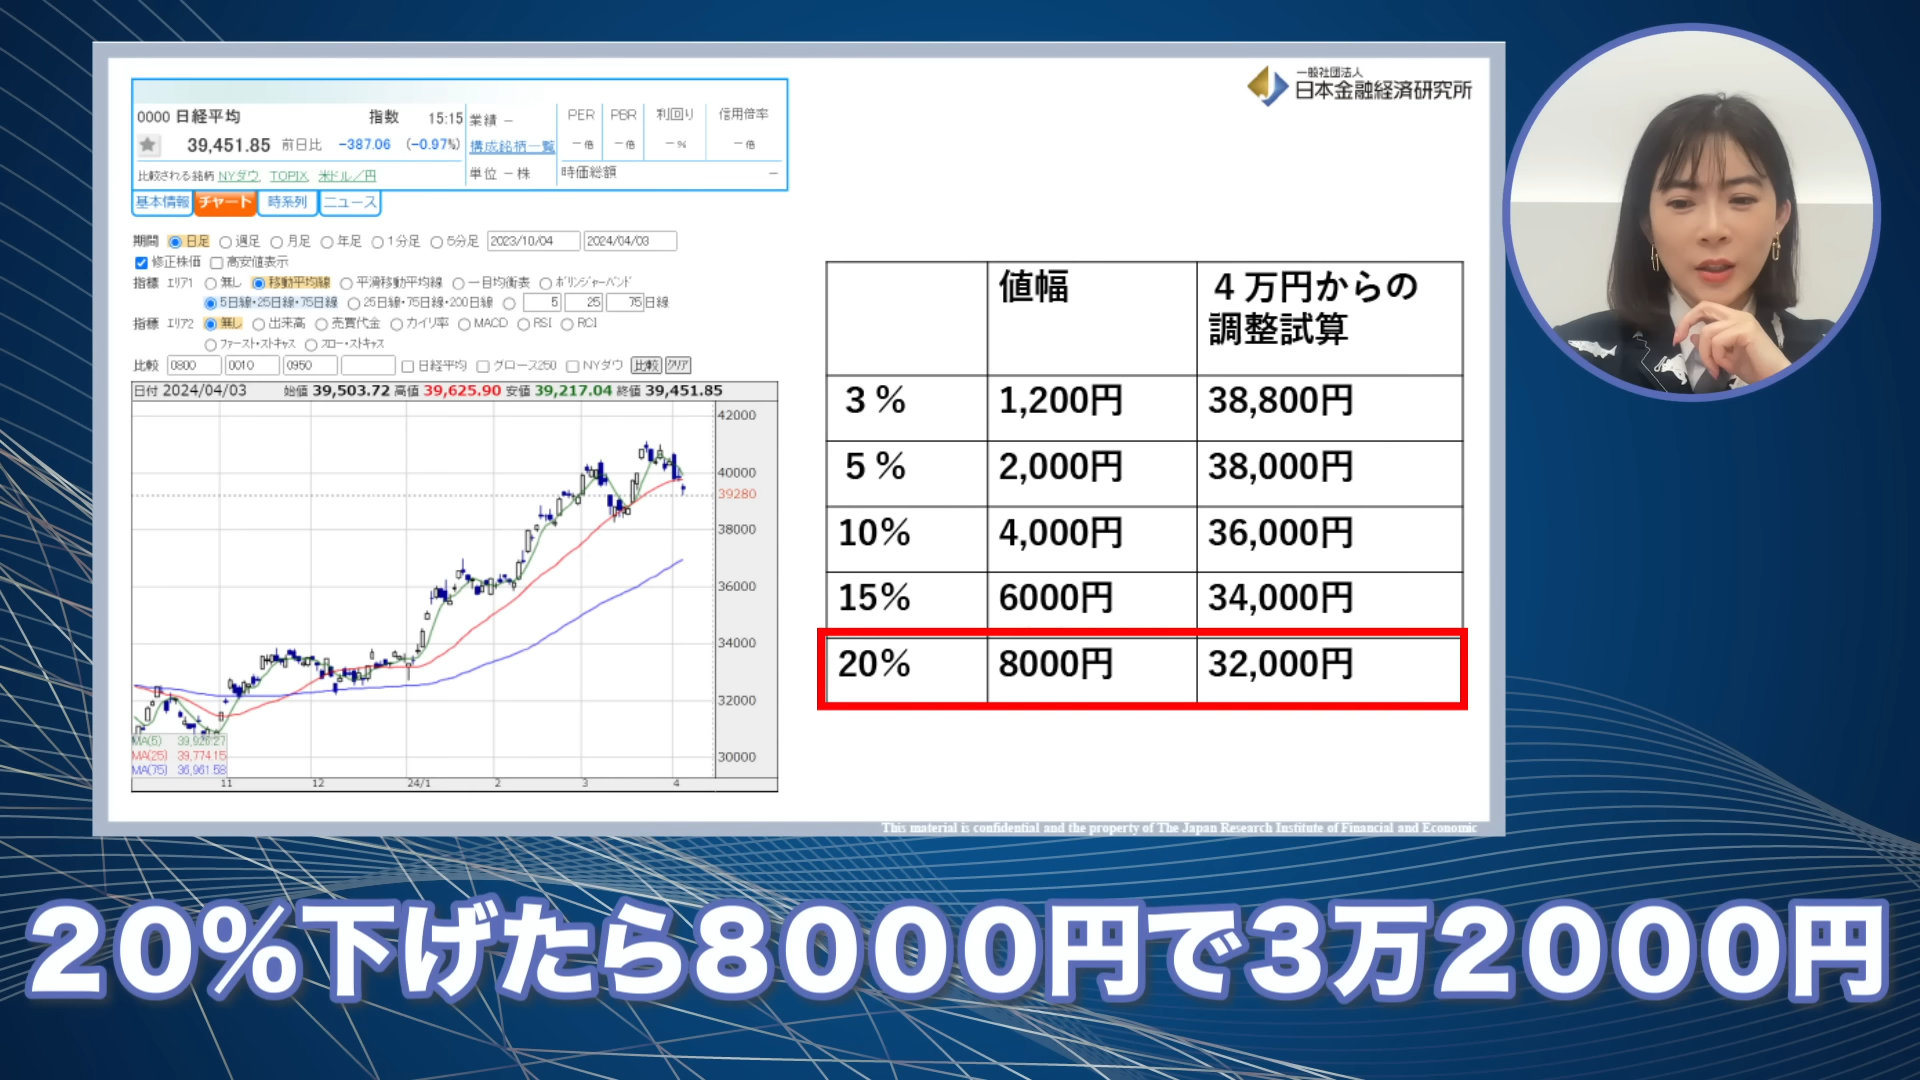 一般社団法人
日本金融経済研究所
0000 日経平均 指数 15:15
39,451.85 前日比 -387.06 (-0.97%)
比較される銘柄 NYダウ, TOPIX, 米ドル／円
業績 －
構成銘柄一覧
単位 － 株
PER PBR 利回り 信用倍率
－倍 －倍 －% －倍
時価総額 －
基本情報 チャート 時系列 ニュース
期間 日足 週足 月足 年足 1分足 5分足 2023/10/04 2024/04/03
修正株価 高安値表示
指標 エリア1 無し 移動平均線 平滑移動平均線 一目均衡表 ボリンジャーバンド
5日線・25日線・75日線 25日線・75日線・200日線 5 25 75 日線
指標 エリア2 無し 出来高 売買代金 カイリ率 MACD RSI RCI
ファースト・ストキャス スロー・ストキャス
比較 0800 0010 0950 日経平均 グロース250 NYダウ 比較 クリア
日付 2024/04/03 始値 39,503.72 高値 39,625.90 安値 39,217.04 終値 39,451.85
42000
40000
39280
38000
36000
34000
32000
30000
MA(5) 39,926.27
MA(25) 39,774.15
MA(75) 36,961.58
11 12 24/1 2 3 4
値幅 ４万円からの
調整試算
３％ 1,200円 38,800円
５％ 2,000円 38,000円
10% 4,000円 36,000円
15% 6000円 34,000円
20% 8000円 32,000円
This material is confidential and the property of The Japan Research Institute of Financial and Economic
20%下げたら8000円で3万2000円